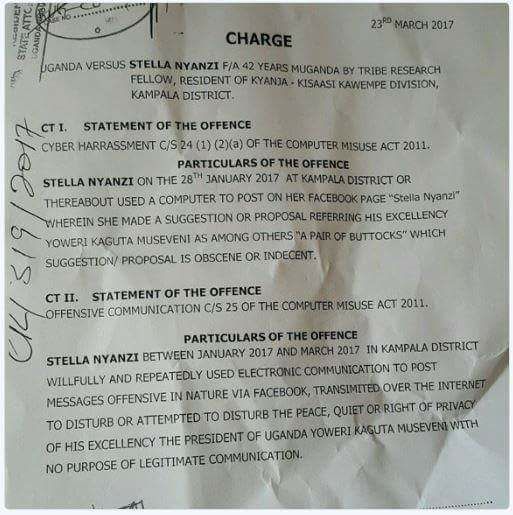 STATE ATTO
UGANDA
NO
23RD MARCH 2017
CHARGE
UGANDA VERSUS STELLA NYANZI F/A 42 YEARS MUGANDA BY TRIBE RESEARCH
FELLOW, RESIDENT OF KYANJA - KISAASI KAWEMPE DIVISION,
KAMPALA DISTRICT.
CT I. STATEMENT OF THE OFFENCE
CYBER HARRASSMENT C/S 24 (1) (2)(a) OF THE COMPUTER MISUSE ACT 2011.
PARTICULARS OF THE OFFENCE
STELLA NYANZI ON THE 28TH JANUARY 2017 AT KAMPALA DISTRICT OR
THEREABOUT USED A COMPUTER TO POST ON HER FACEBOOK PAGE "Stella Nyanzi"
WHEREIN SHE MADE A SUGGESTION OR PROPOSAL REFERRING HIS EXCELLENCY
YOWERI KAGUTA MUSEVENI AS AMONG OTHERS "A PAIR OF BUTTOCKS" WHICH
SUGGESTION/ PROPOSAL IS OBSCENE OR INDECENT.
CT II. STATEMENT OF THE OFFENCE
OFFENSIVE COMMUNICATION C/S 25 OF THE COMPUTER MISUSE ACT 2011.
PARTICULARS OF THE OFFENCE
STELLA NYANZI BETWEEN JANUARY 2017 AND MARCH 2017 IN KAMPALA DISTRICT
WILLFULLY AND REPEATEDLY USED ELECTRONIC COMMUNICATION TO POST
MESSAGES OFFENSIVE IN NATURE VIA FACEBOOK, TRANSIMITED OVER THE INTERNET
TO DISTURB OR ATTEMPTED TO DISTURB THE PEACE, QUIET OR RIGHT OF PRIVACY
OF HIS EXCELLENCY THE PRESIDENT OF UGANDA YOWERI KAGUTA MUSEVENI WITH
NO PURPOSE OF LEGITIMATE COMMUNICATION.